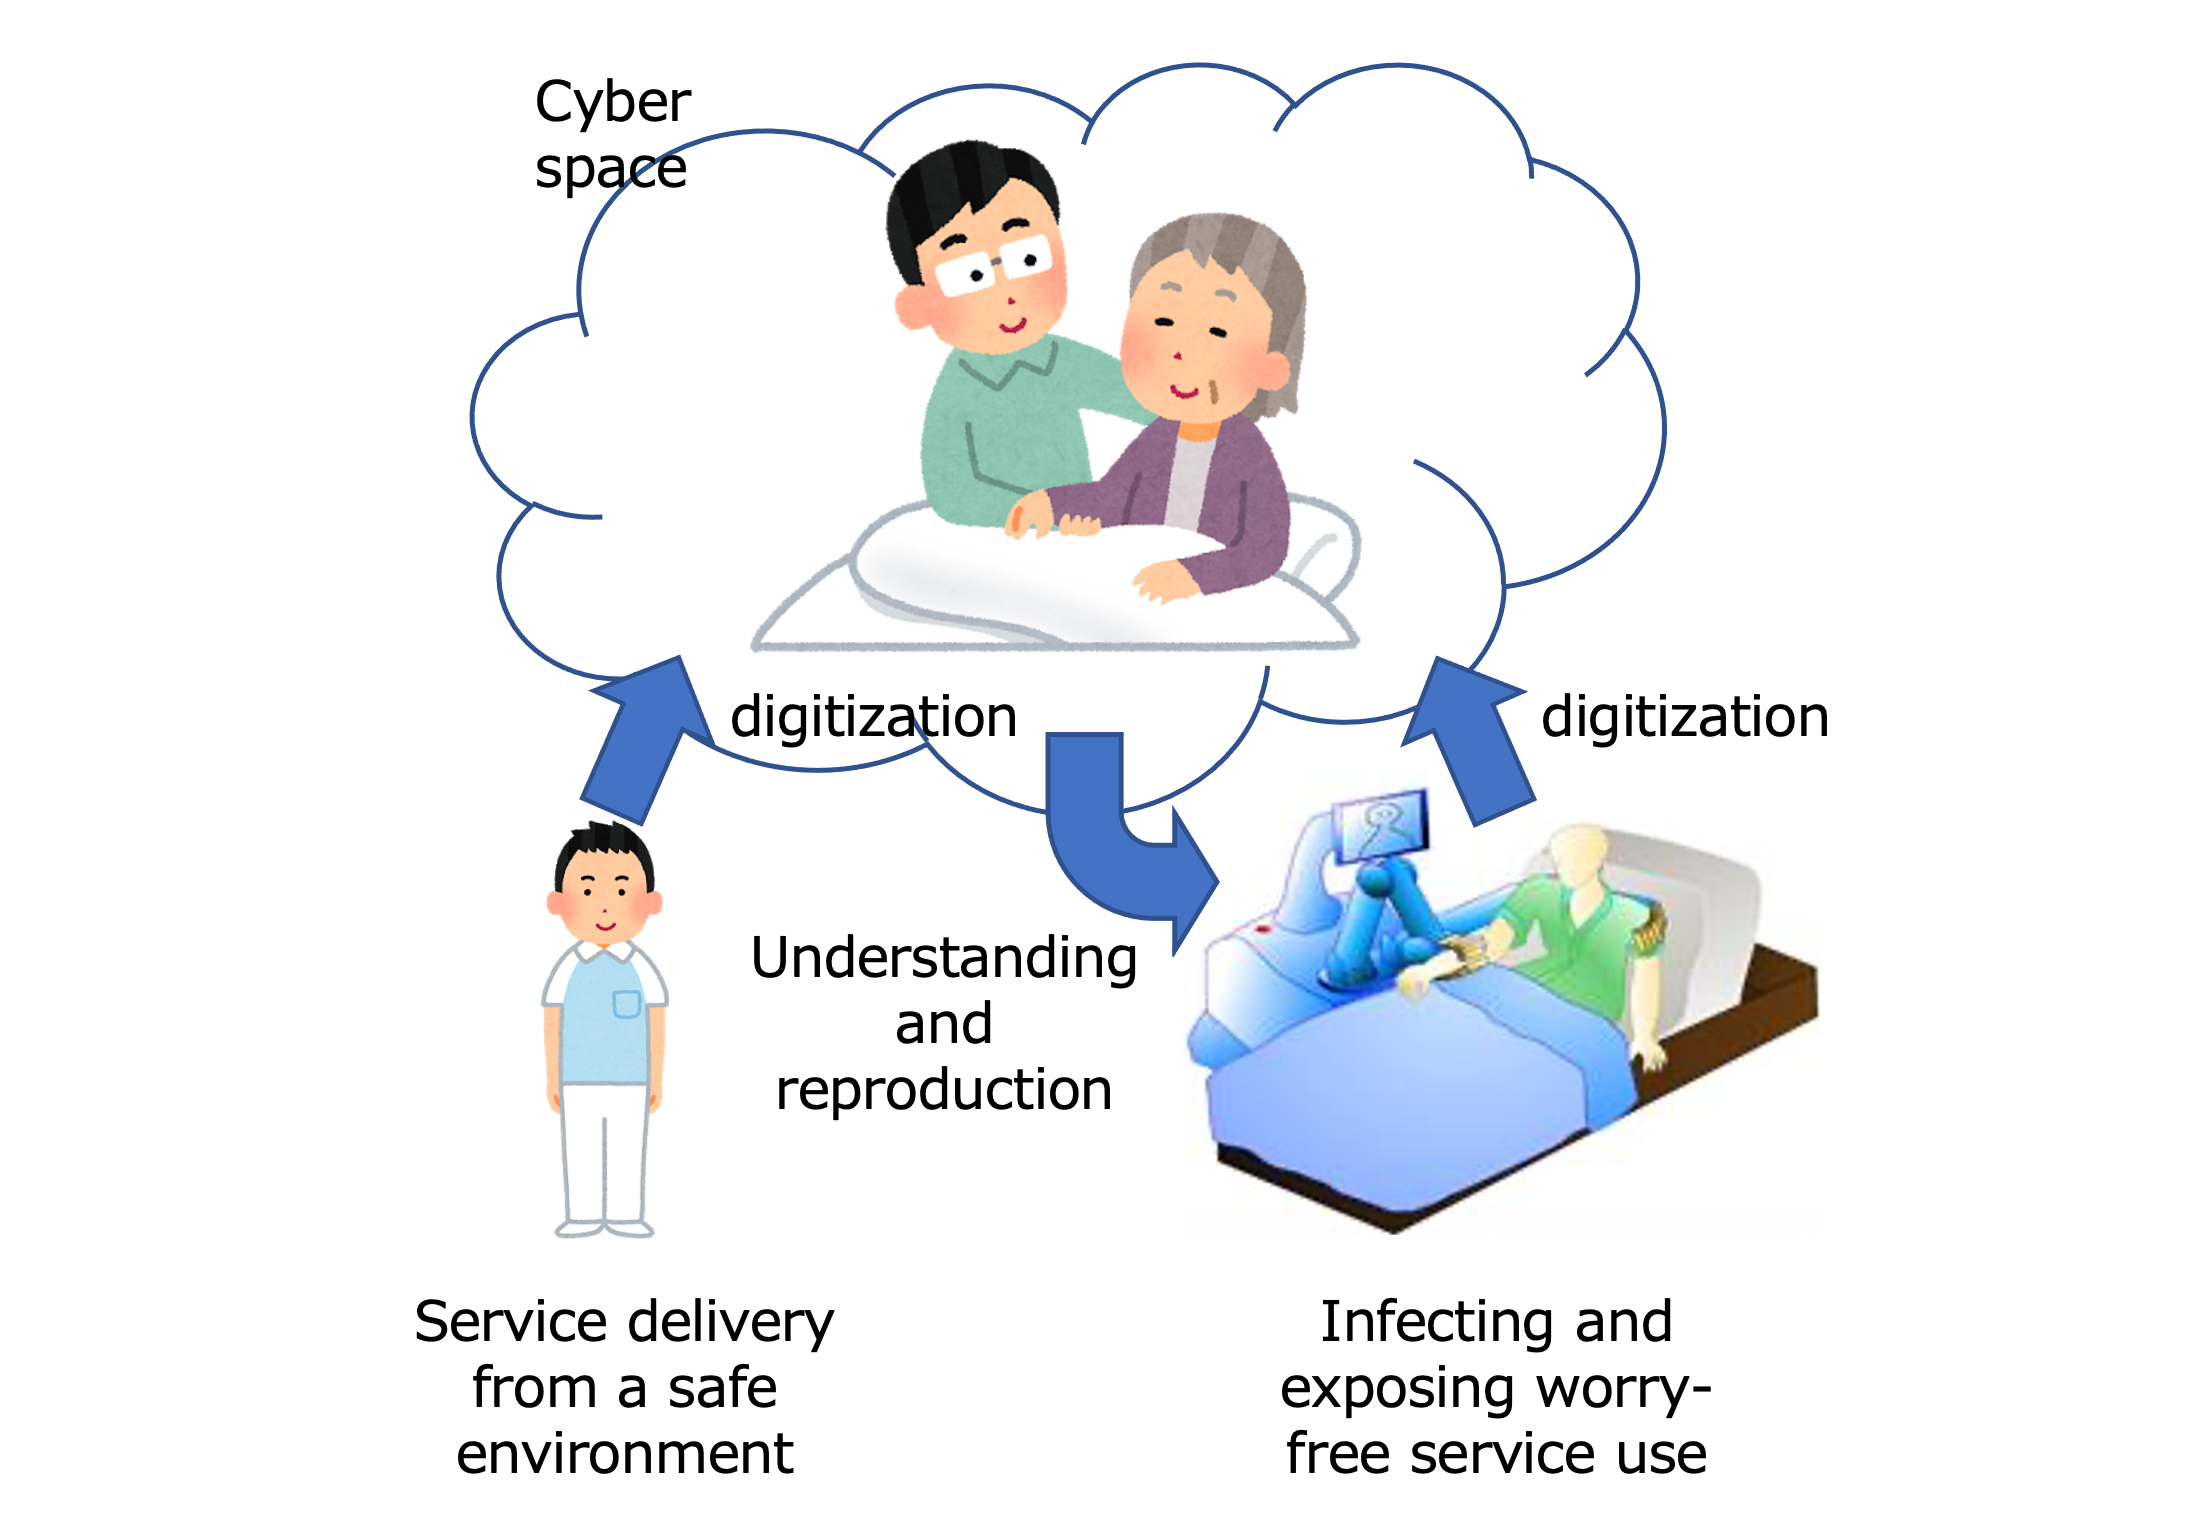 Cyber
space
digitization
digitization
Understanding
and
reproduction
Service delivery
from a safe
environment
Infecting and
exposing worry-
free service use